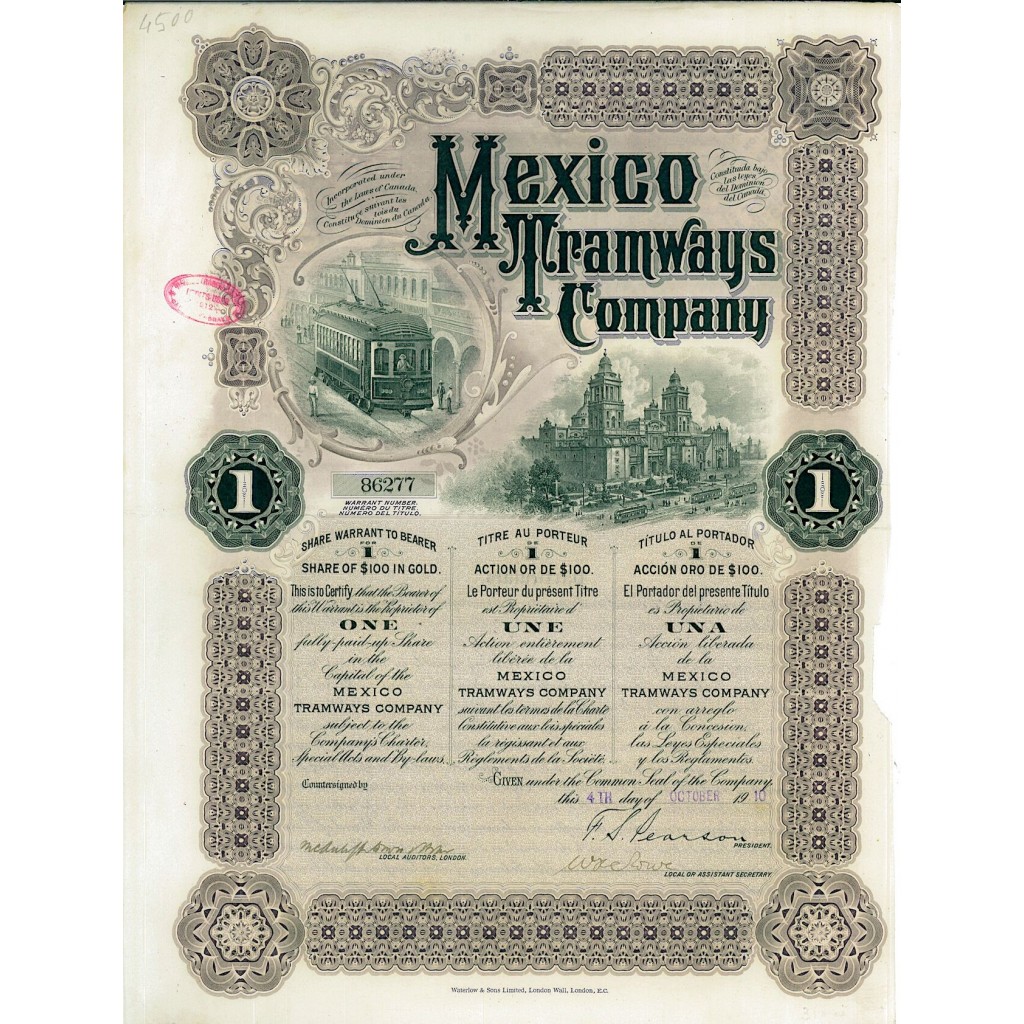 4500
Incorporated under
the Laws of Canada.
Constitué suivant les
lois du
Dominion du Canada.
Mexico
Tramways
Company
Constituida bajo
las leyes
del Dominion
del Canada.
1
86277
WARRANT NUMBER.
NUMÉRO DU TITRE.
NÚMERO DEL TÍTULO.
1
SHARE WARRANT TO BEARER
FOR
1
SHARE OF $100 IN GOLD.
This is to Certify, that the Bearer of
this Warrant is the Proprietor of
ONE
fully-paid-up Share
in the
Capital of the
MEXICO
TRAMWAYS COMPANY
subject to the
Company's Charter,
Special Acts and By-laws.
TITRE AU PORTEUR
DE
1
ACTION OR DE $100.
Le Porteur du présent Titre
est Propriétaire d'
UNE
Action entièrement
libérée de la
MEXICO
TRAMWAYS COMPANY
suivant les termes de la Charte
Constitutive aux lois spéciales
la régissant et aux
Règlements de la Société.
TÍTULO AL PORTADOR
DE
1
ACCIÓN ORO DE $100.
El Portador del presente Título
es Propietario de
UNA
Acción liberada
de la
MEXICO
TRAMWAYS COMPANY
con arreglo
á la Concesion,
las Leyes Especiales
y los Reglamentos.
Countersigned by
GIVEN under the Common Seal of the Company,
this 4TH day of OCTOBER 1910
F. S. Pearson
PRESIDENT.
LOCAL AUDITORS, LONDON.
LOCAL OR ASSISTANT SECRETARY.
Waterlow & Sons Limited, London Wall, London, E.C.